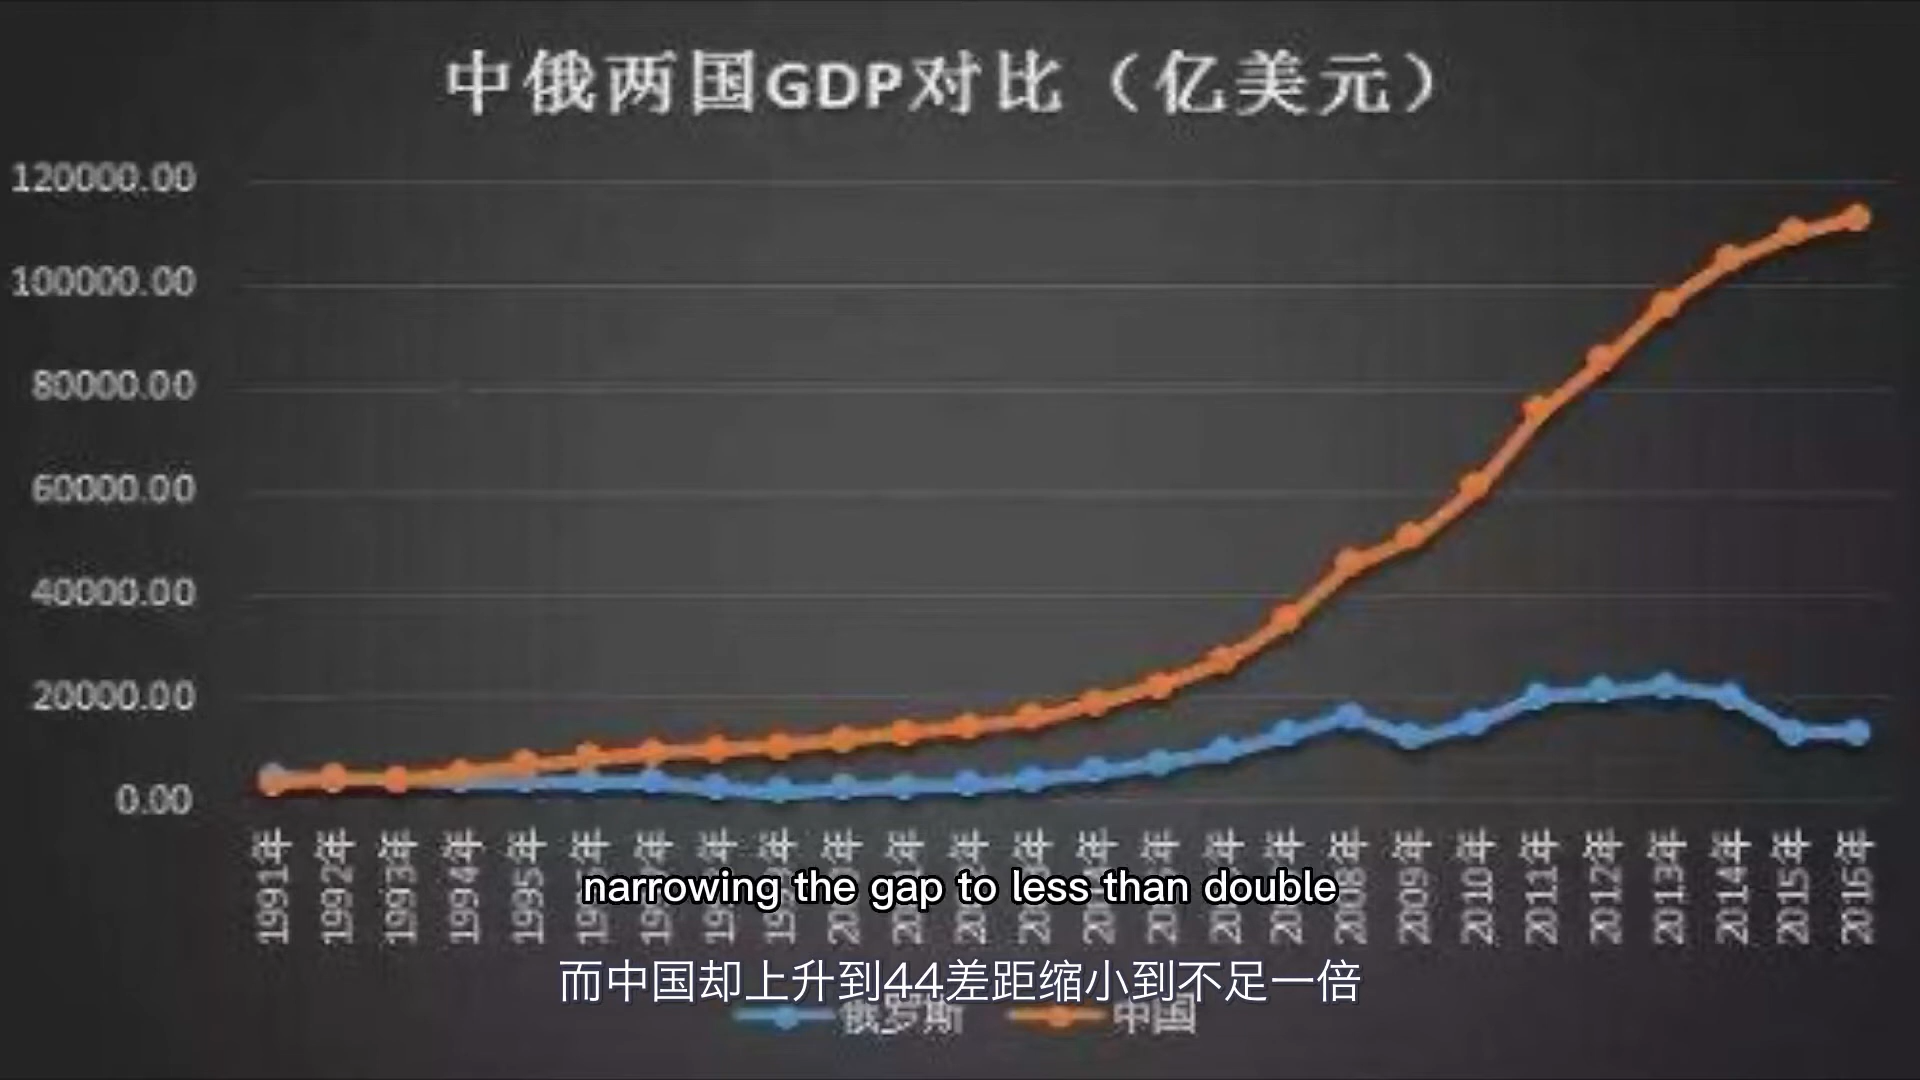 中俄两国GDP对比（亿美元）
120000.00
100000.00
80000.00
60000.00
40000.00
20000.00
0.00
1991年
1992年
1993年
1994年
1995年
2008年
2009年
2010年
2011年
2012年
2013年
2014年
2015年
2016年
narrowing the gap to less than double
而中国却上升到44差距缩小到不足一倍
俄罗斯
中国